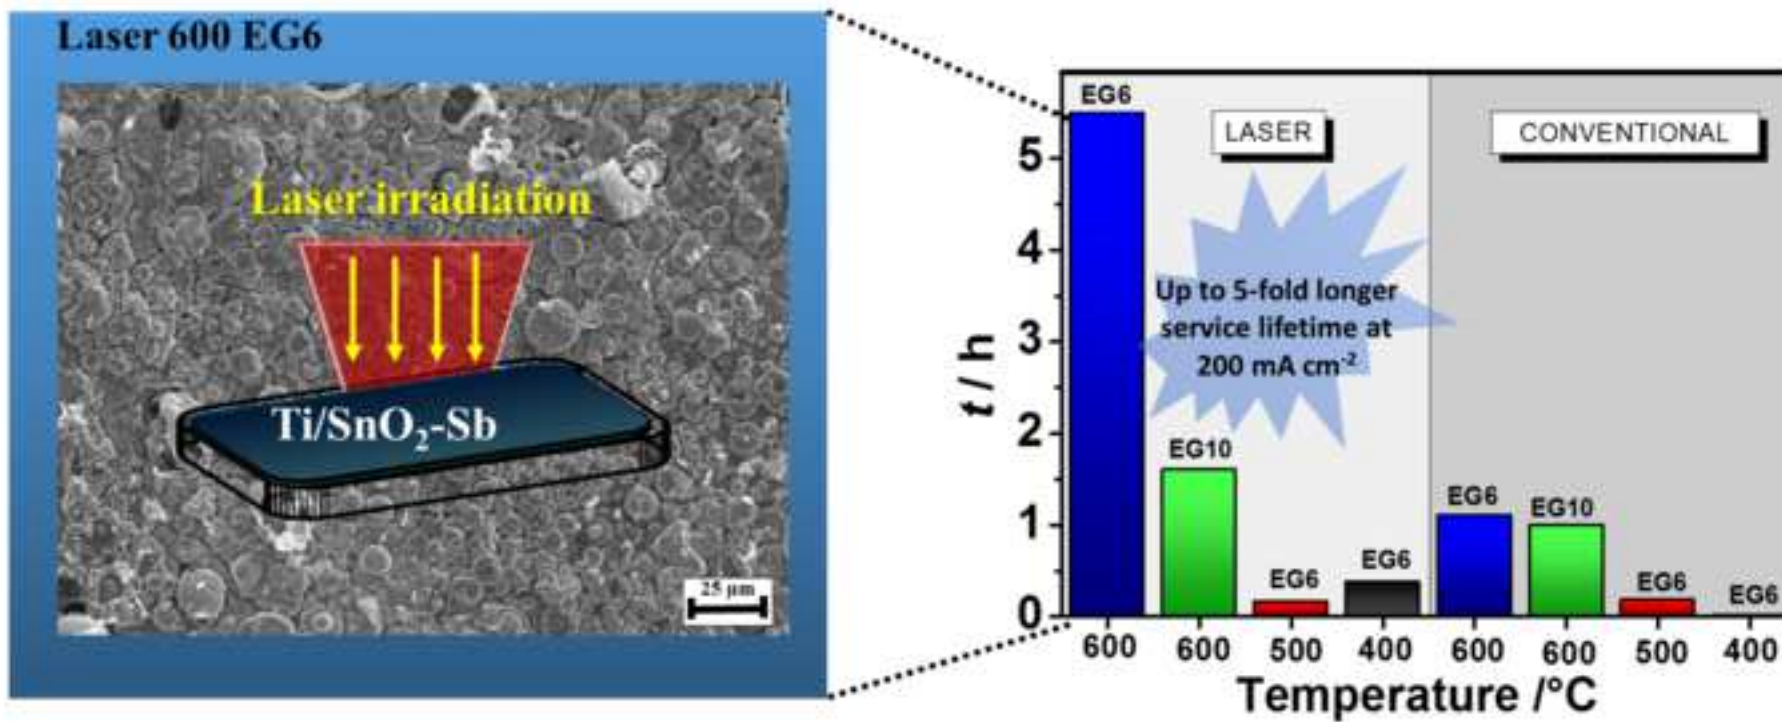 Laser 600 EG6
Laser irradiation
Ti/SnO₂-Sb
25 μm
t / h
5
4
3
2
1
0
LASER
CONVENTIONAL
Up to 5-fold longer
service lifetime at
200 mA cm⁻²
EG6
EG10
EG6
EG6
EG6
EG10
EG6
EG6
600 600 500 400 600 600 500 400
Temperature /°C